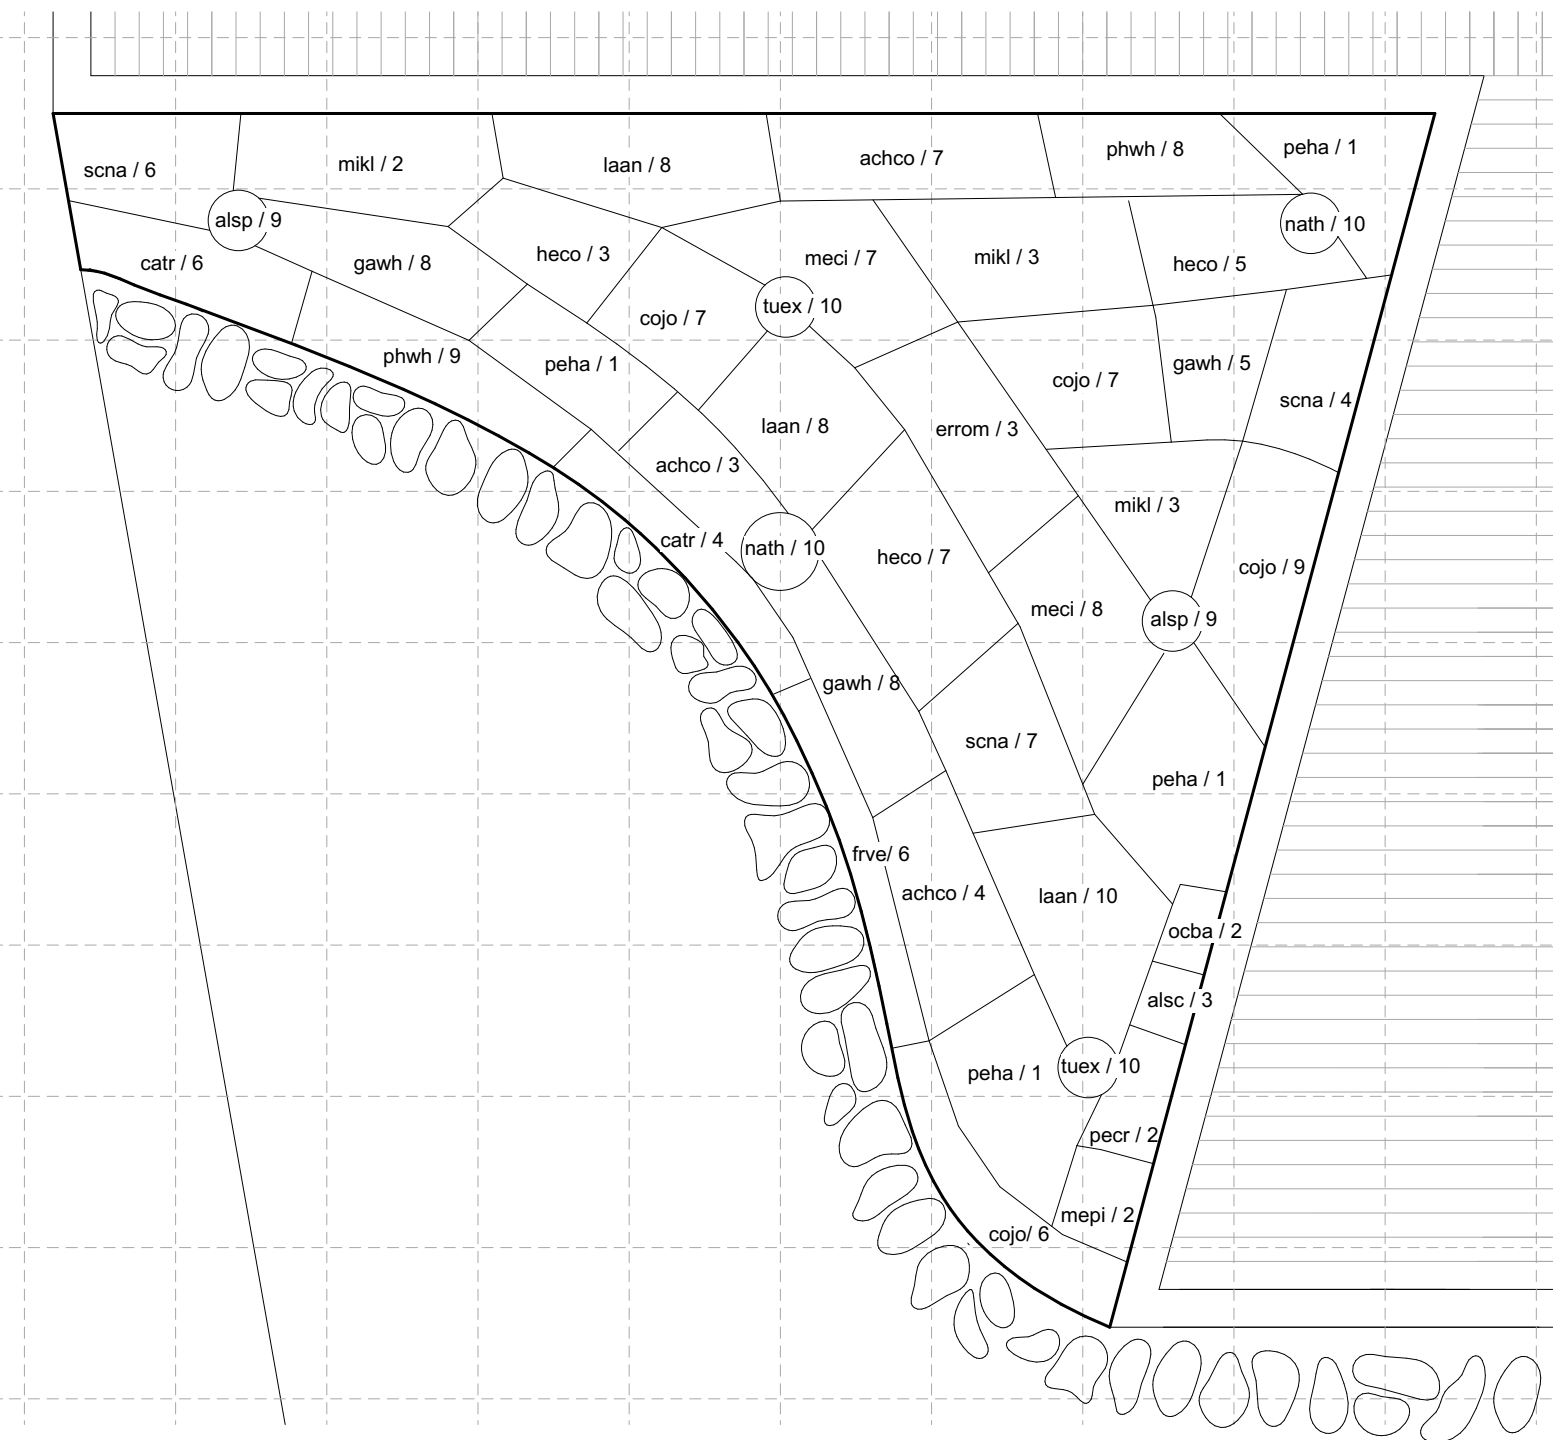 scna / 6
mikl / 2
laan / 8
achco / 7
phwh / 8
peha / 1
alsp / 9
nath / 10
catr / 6
gawh / 8
heco / 3
meci / 7
mikl / 3
heco / 5
tuex / 10
cojo / 7
phwh / 9
peha / 1
cojo / 7
gawh / 5
scna / 4
laan / 8
errom / 3
achco / 3
mikl / 3
catr / 4
nath / 10
heco / 7
cojo / 9
meci / 8
alsp / 9
gawh / 8
scna / 7
peha / 1
frve/ 6
achco / 4
laan / 10
ocba / 2
alsc / 3
peha / 1
tuex / 10
pecr / 2
mepi / 2
cojo/ 6